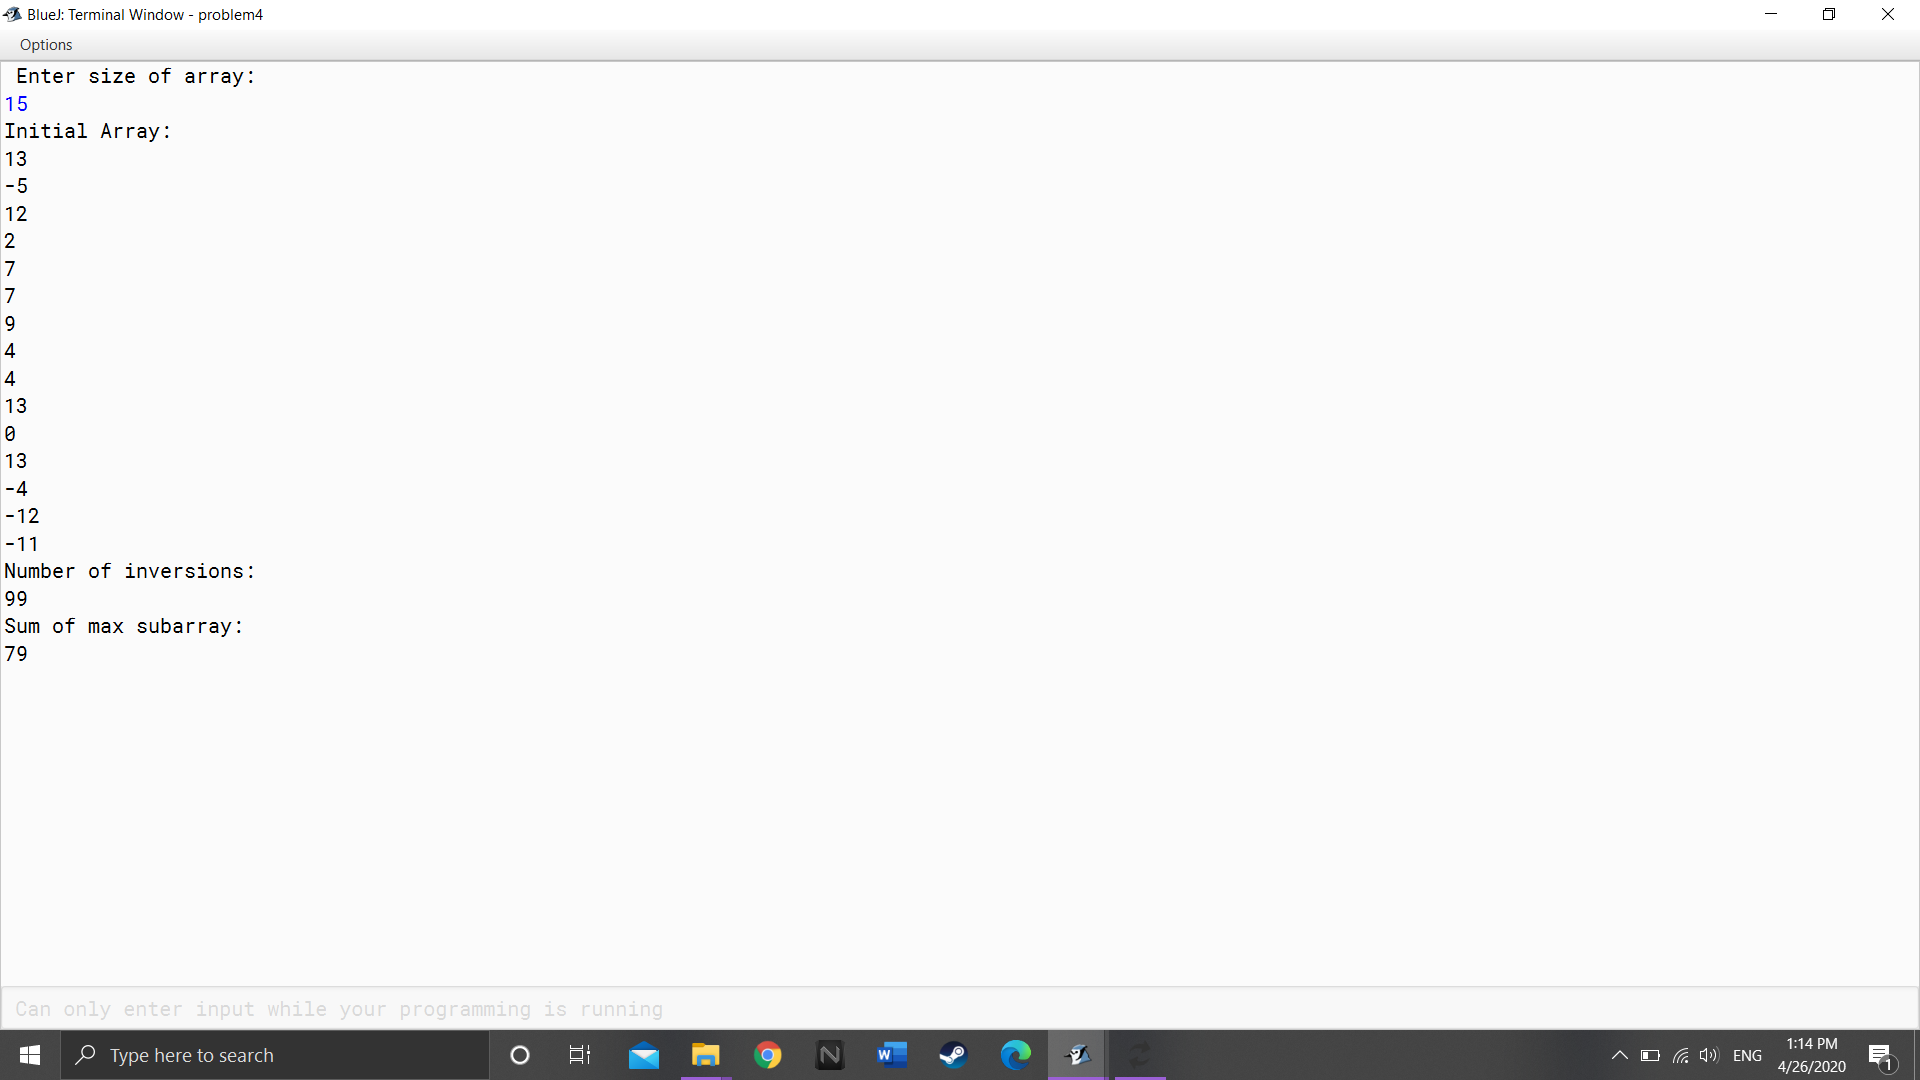 BlueJ: Terminal Window - problem4
Options
Enter size of array:
15
Initial Array:
13
-5
12
2
7
7
9
4
4
13
0
13
-4
-12
-11
Number of inversions:
99
Sum of max subarray:
79
Can only enter input while your programming is running
Type here to search
ENG
1:14 PM
4/26/2020
1